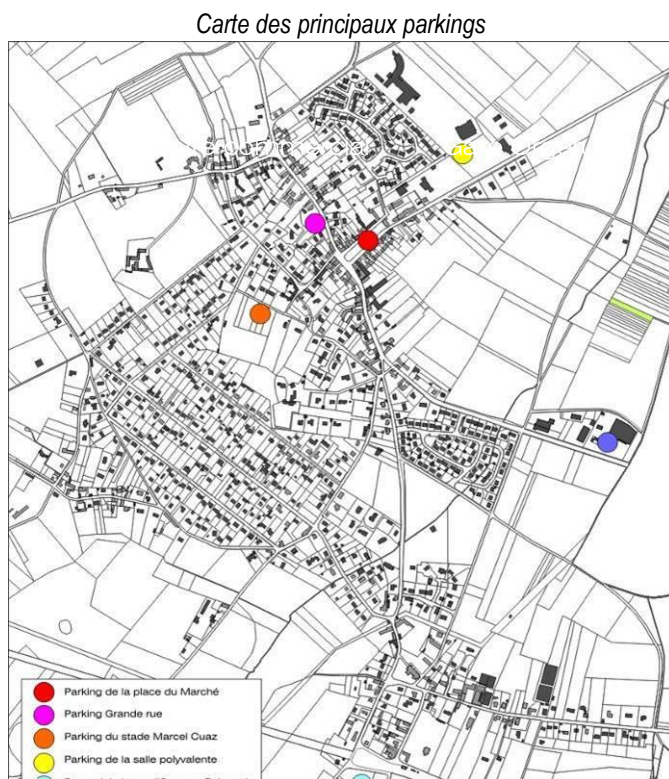 Carte des principaux parkings
Parking de la place du Marché
Parking Grande rue
Parking du stade Marcel Cuaz
Parking de la salle polyvalente